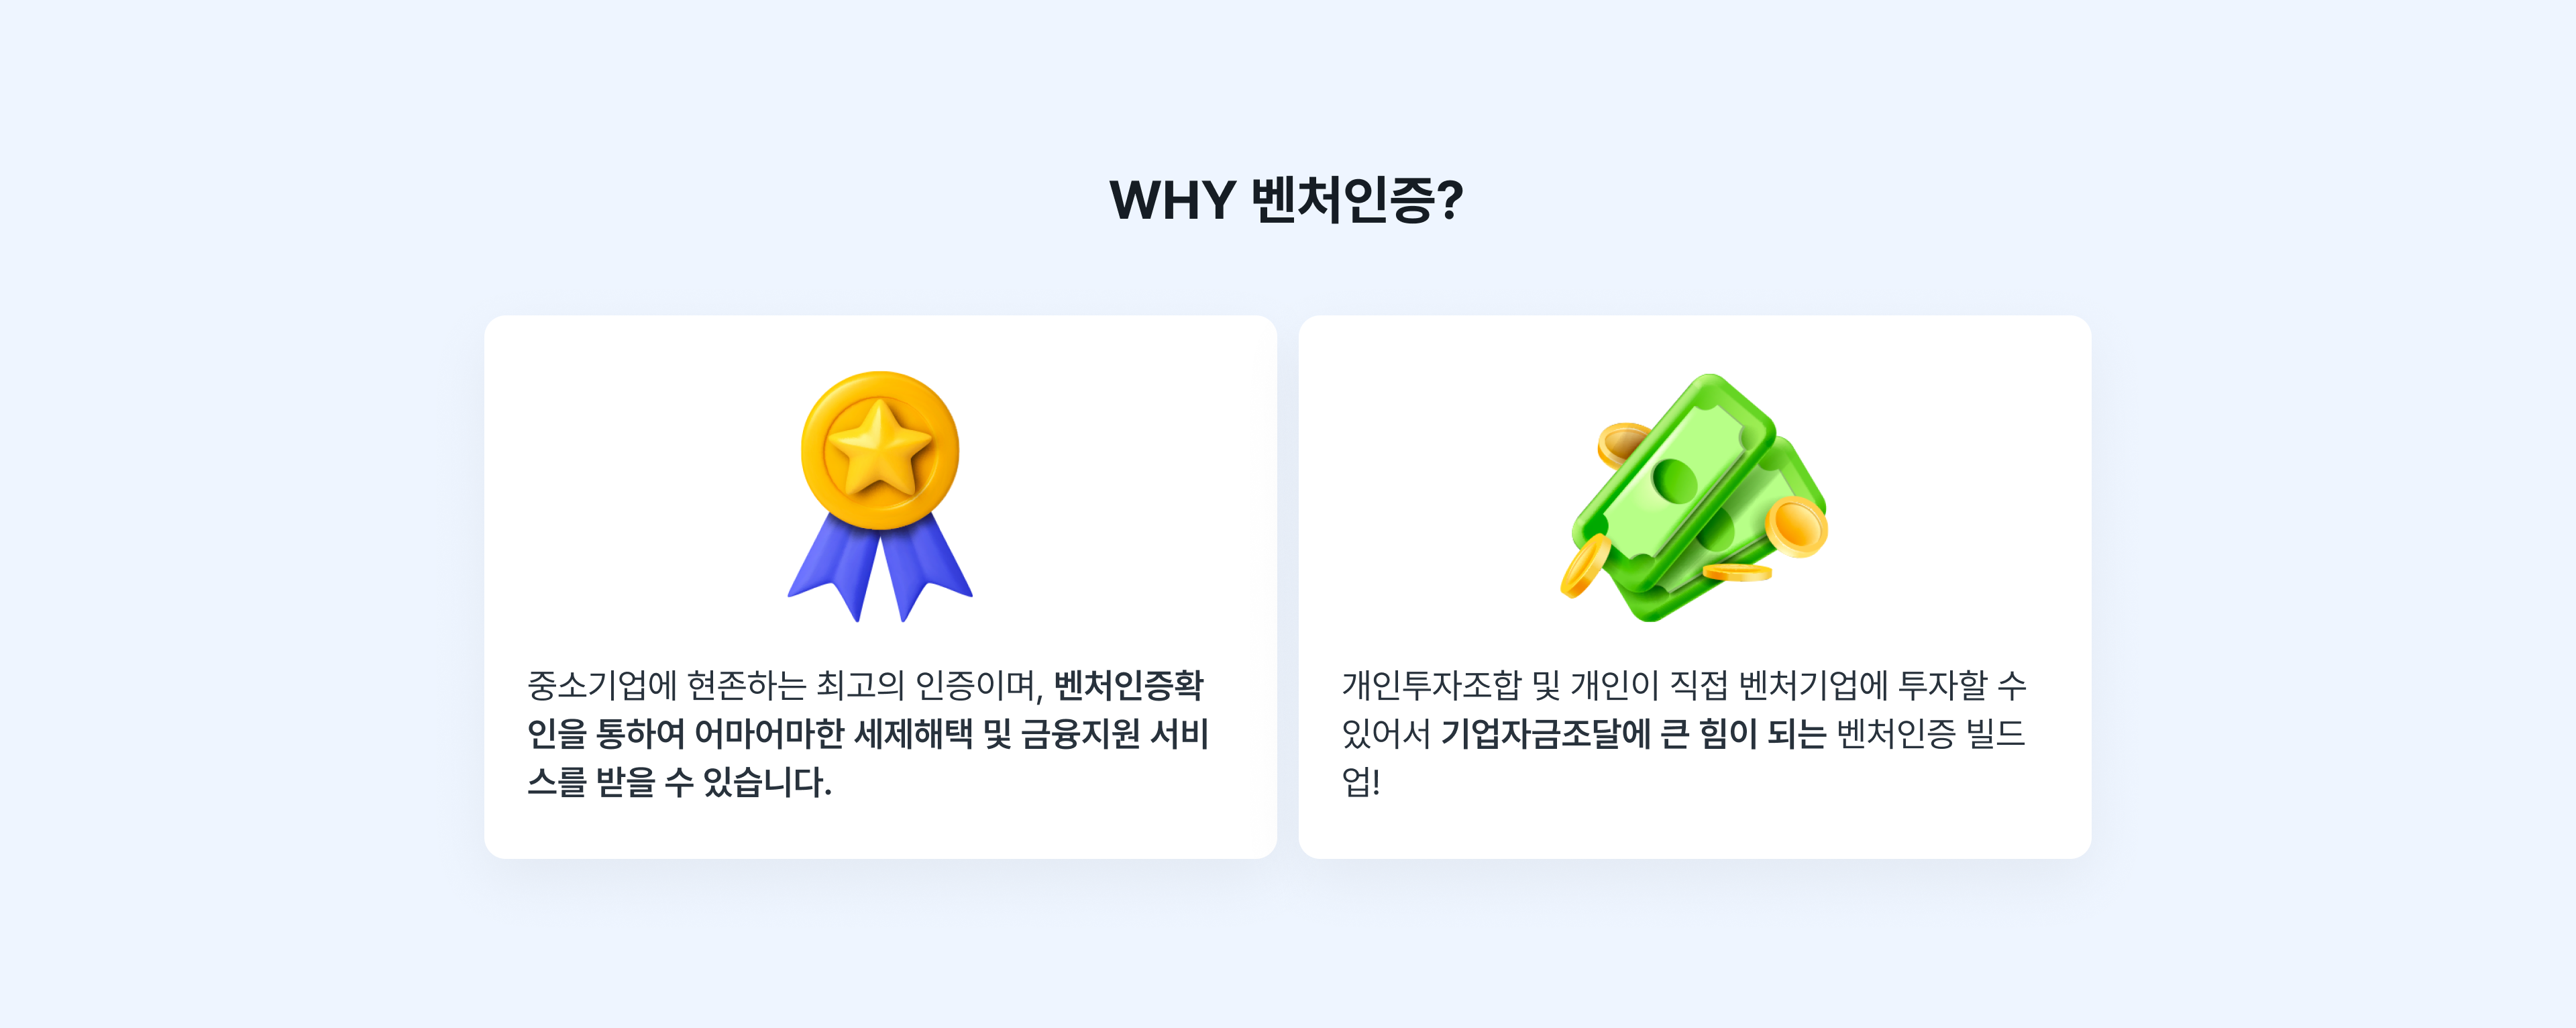 WHY 벤처인증?
중소기업에 현존하는 최고의 인증이며, 벤처인증확
인을 통하여 어마어마한 세제해택 및 금융지원 서비
스를 받을 수 있습니다.
개인투자조합 및 개인이 직접 벤처기업에 투자할 수
있어서 기업자금조달에 큰 힘이 되는 벤처인증 빌드
업!